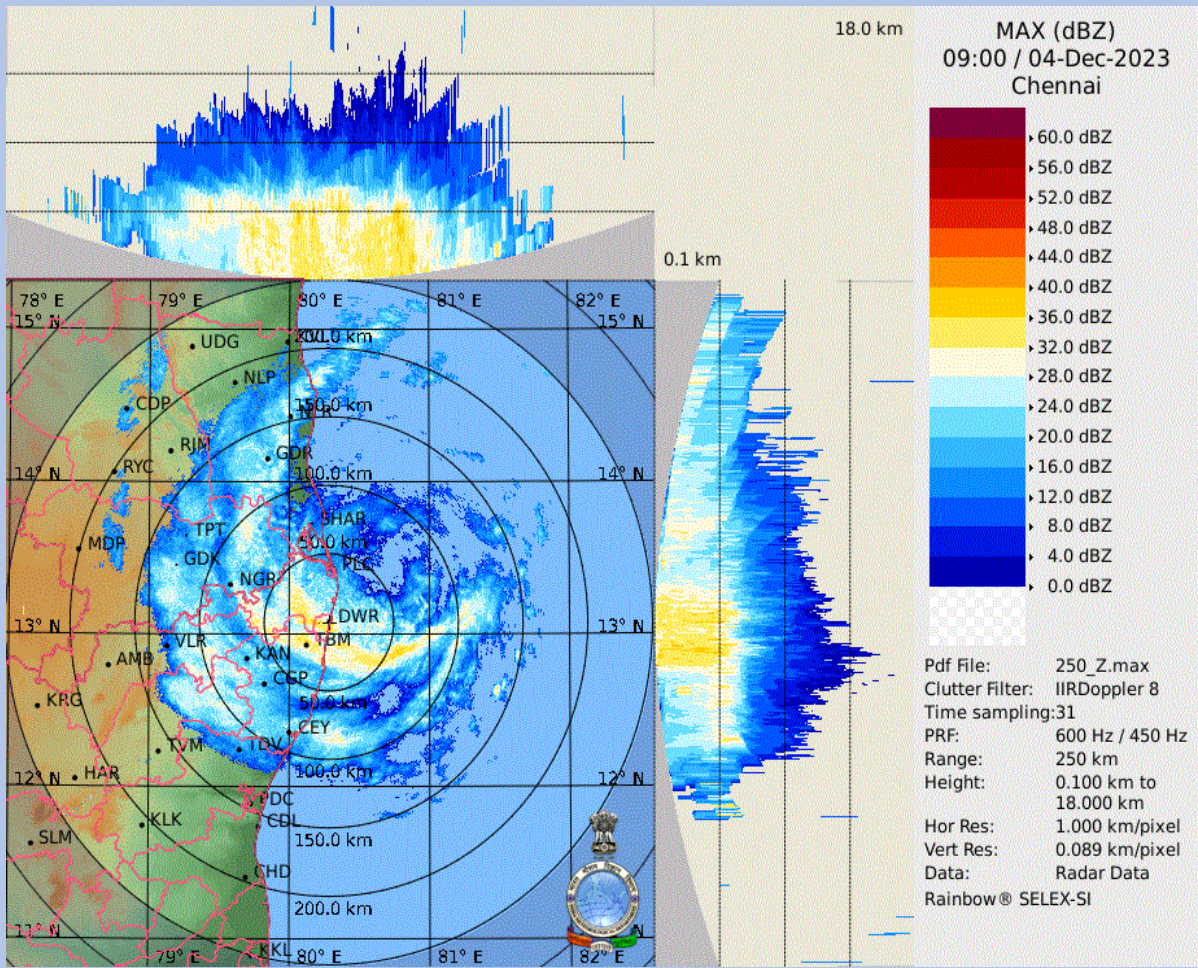 18.0 km
0.1 km
MAX (dBZ)
09:00 / 04-Dec-2023
Chennai
60.0 dBZ
56.0 dBZ
52.0 dBZ
48.0 dBZ
44.0 dBZ
40.0 dBZ
36.0 dBZ
32.0 dBZ
28.0 dBZ
24.0 dBZ
20.0 dBZ
16.0 dBZ
12.0 dBZ
8.0 dBZ
4.0 dBZ
0.0 dBZ
Pdf File: 250_Z.max
Clutter Filter: IIRDoppler 8
Time sampling:31
PRF: 600 Hz / 450 Hz
Range: 250 km
Height: 0.100 km to
18.000 km
Hor Res: 1.000 km/pixel
Vert Res: 0.089 km/pixel
Data: Radar Data
Rainbow® SELEX-SI
78° E 79° E 80° E 81° E 82° E
15° N 15° N
UDG
NLP
CDP 150.0 km
RJM
GDR
RYC
14° N 100.0 km 14° N
SHAR
TPT
MDP 50.0 km
GDK
NGR
DWR
13° N 13° N
VLR TBM
KAN
AMB
CGP
KRG 50.0 km
CEY
TVM TDV
HAR 100.0 km
12° N 12° N
CDL
KLK
SLM 150.0 km
CHD
200.0 km
KKL
79° E 80° E 81° E 82° E